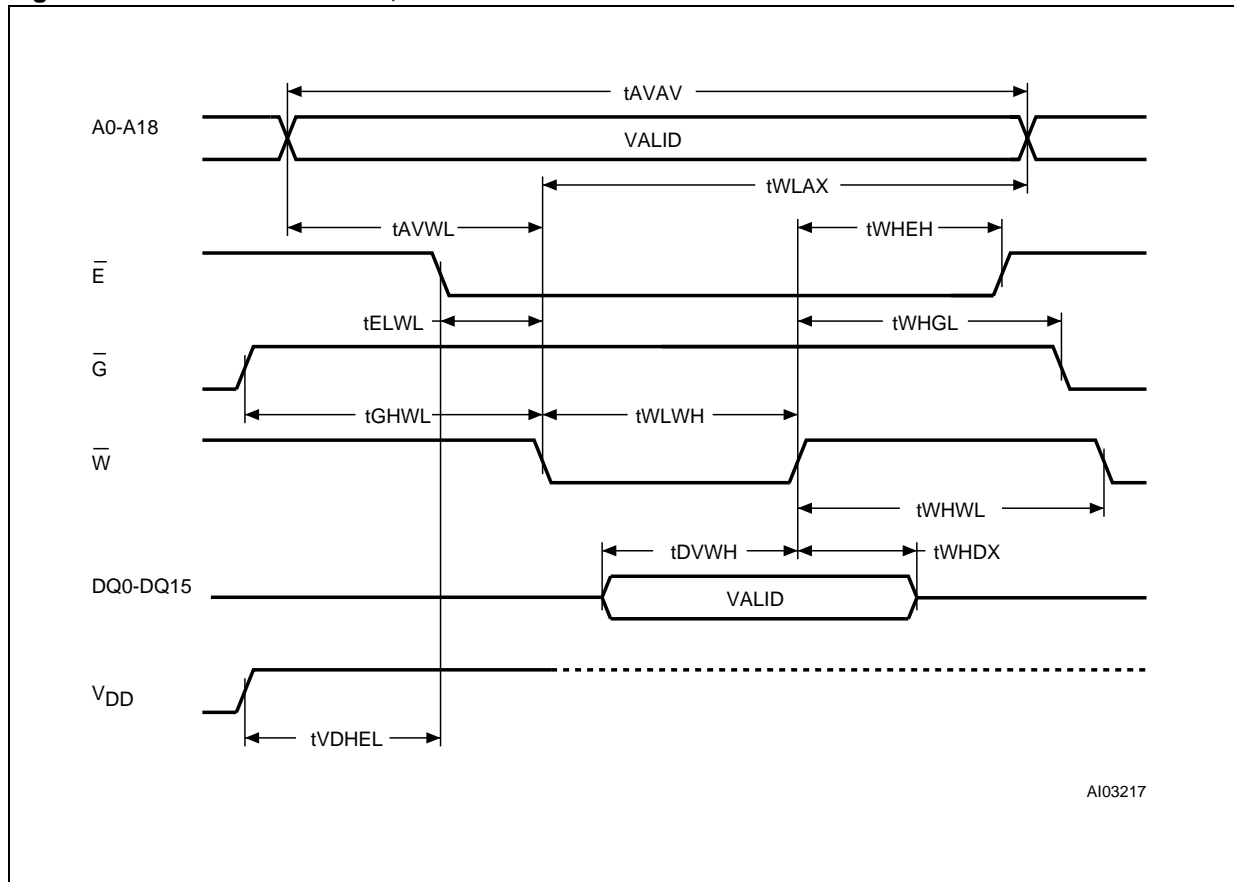 tAVAV
A0-A18
VALID
tWLAX
tAVWL
tWHEH
E
tELWL
tWHGL
G
tGHWL
tWLWH
W
tWHWL
tDVWH
tWHDX
DQ0-DQ15
VALID
VDD
tVDHEL
AI03217